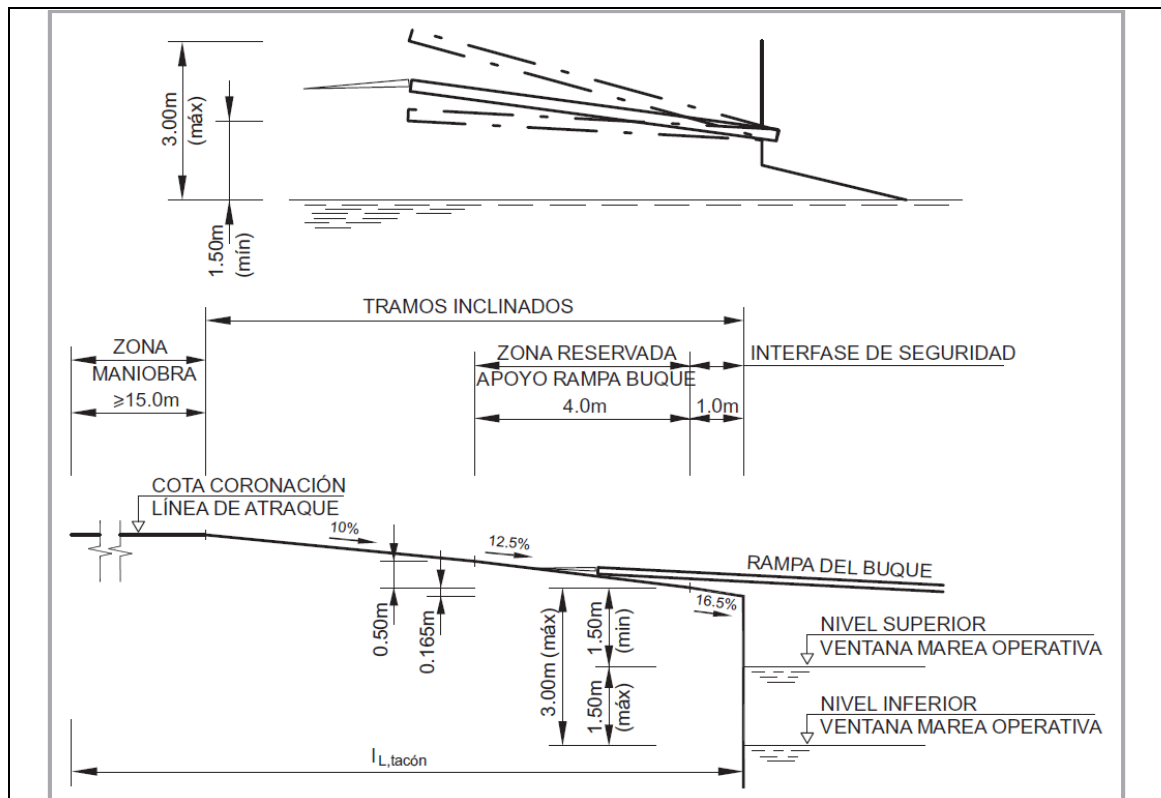 3.00m
(máx)
1.50m
(mín)
TRAMOS INCLINADOS
ZONA
MANIOBRA
⩾15.0m
ZONA RESERVADA
APOYO RAMPA BUQUE
4.0m
1.0m
INTERFASE DE SEGURIDAD
COTA CORONACIÓN
LÍNEA DE ATRAQUE
10%
12.5%
RAMPA DEL BUQUE
16.5%
0.50m
0.165m
3.00m (máx)
1.50m
(mín)
1.50m
(máx)
NIVEL SUPERIOR
VENTANA MAREA OPERATIVA
NIVEL INFERIOR
VENTANA MAREA OPERATIVA
lL,tacón